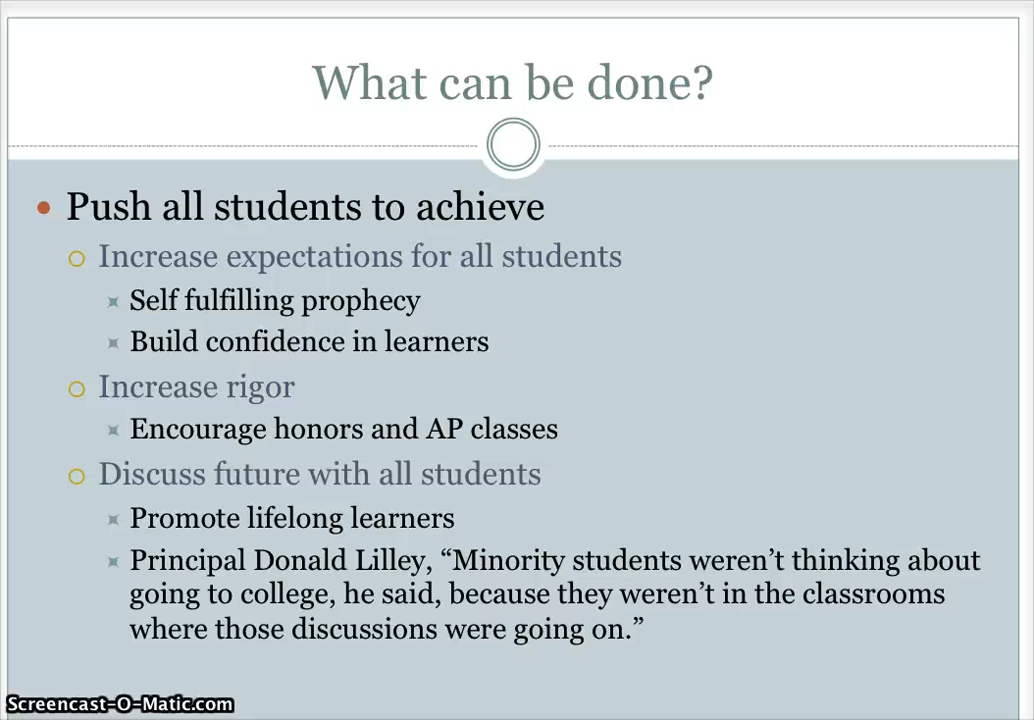 What can be done?
Push all students to achieve
Increase expectations for all students
Self fulfilling prophecy
Build confidence in learners
Increase rigor
Encourage honors and AP classes
Discuss future with all students
Promote lifelong learners
Principal Donald Lilley, “Minority students weren’t thinking about
going to college, he said, because they weren’t in the classrooms
where those discussions were going on.”
Screencast-O-Matic.com